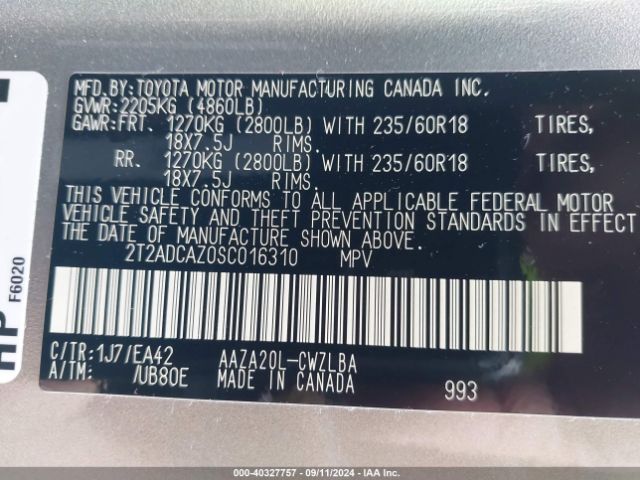 MFD.BY:TOYOTA MOTOR MANUFACTURING CANADA INC.
GVWR:2205KG (4860LB)
GAWR:FRT. 1270KG (2800LB) WITH 235/60R18 TIRES,
18X7.5J RIMS.
RR. 1270KG (2800LB) WITH 235/60R18 TIRES,
18X7.5J RIMS.
THIS VEHICLE CONFORMS TO ALL APPLICABLE FEDERAL MOTOR
VEHICLE SAFETY AND THEFT PREVENTION STANDARDS IN EFFECT
THE DATE OF MANUFACTURE SHOWN ABOVE.
2T2ADCAZ0SC016310 MPV
C/TR:1J7/EA42 AAZA20L-CWZLBA
A/TM: /UB80E MADE IN CANADA 993
HP F6020
000-40327757 - 09/11/2024 - IAA Inc.